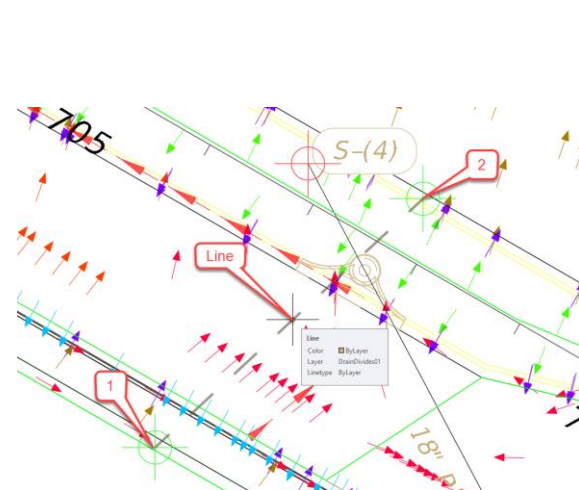 705
S-(4)
2
Line
Line
Color ByLayer
Layer DrainDivides01
Linetype ByLayer
1
18"